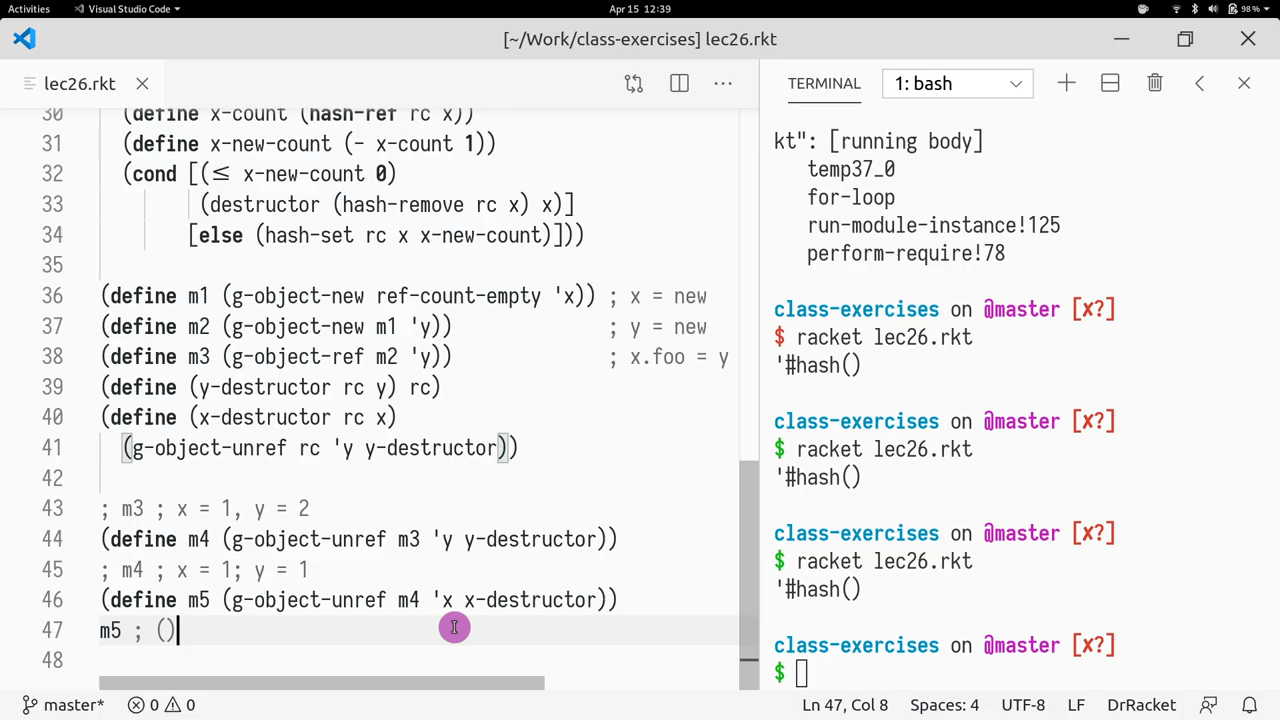 Activities Visual Studio Code Apr 15 12:39 98%
[~/Work/class-exercises] lec26.rkt
lec26.rkt
TERMINAL 1: bash
30 (define x-count (hash-ref rc x))
31 (define x-new-count (- x-count 1))
32 (cond [(≤ x-new-count 0)
33 (destructor (hash-remove rc x) x)]
34 [else (hash-set rc x x-new-count)]))
35
36 (define m1 (g-object-new ref-count-empty 'x)) ; x = new
37 (define m2 (g-object-new m1 'y)) ; y = new
38 (define m3 (g-object-ref m2 'y)) ; x.foo = y
39 (define (y-destructor rc y) rc)
40 (define (x-destructor rc x)
41 (g-object-unref rc 'y y-destructor))
42
43 ; m3 ; x = 1, y = 2
44 (define m4 (g-object-unref m3 'y y-destructor))
45 ; m4 ; x = 1; y = 1
46 (define m5 (g-object-unref m4 'x x-destructor))
47 m5 ; ()
48
kt": [running body]
temp37_0
for-loop
run-module-instance!125
perform-require!78
class-exercises on @master [x?]
$ racket lec26.rkt
'#hash()
class-exercises on @master [x?]
$ racket lec26.rkt
'#hash()
class-exercises on @master [x?]
$ racket lec26.rkt
'#hash()
class-exercises on @master [x?]
$
master* 0 0 Ln 47, Col 8 Spaces: 4 UTF-8 LF DrRacket